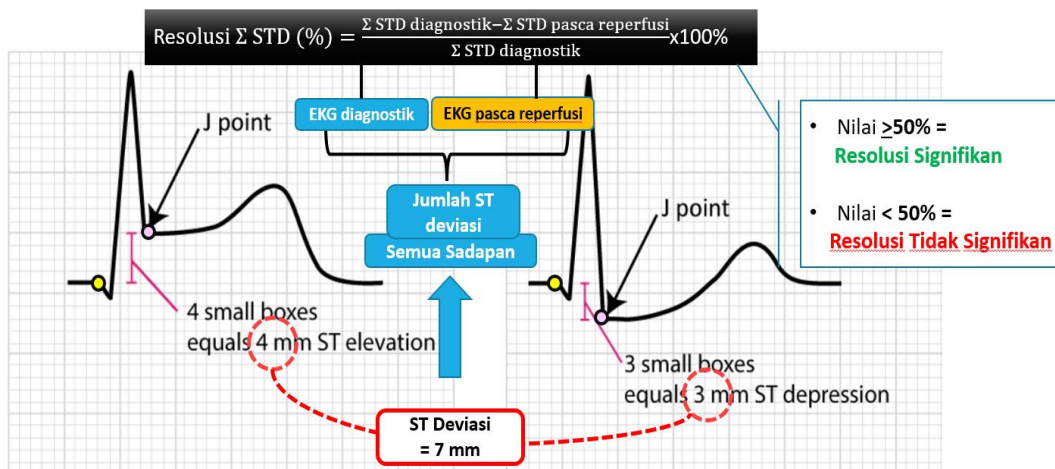 Resolusi Σ STD (%) = (Σ STD diagnostik−Σ STD pasca reperfusi) / (Σ STD diagnostik) x100%
EKG diagnostik
EKG pasca reperfusi
J point
Jumlah ST
deviasi
Semua Sadapan
J point
• Nilai ≥50% =
Resolusi Signifikan
• Nilai < 50% =
Resolusi Tidak Signifikan
4 small boxes
equals 4 mm ST elevation
3 small boxes
equals 3 mm ST depression
ST Deviasi
= 7 mm